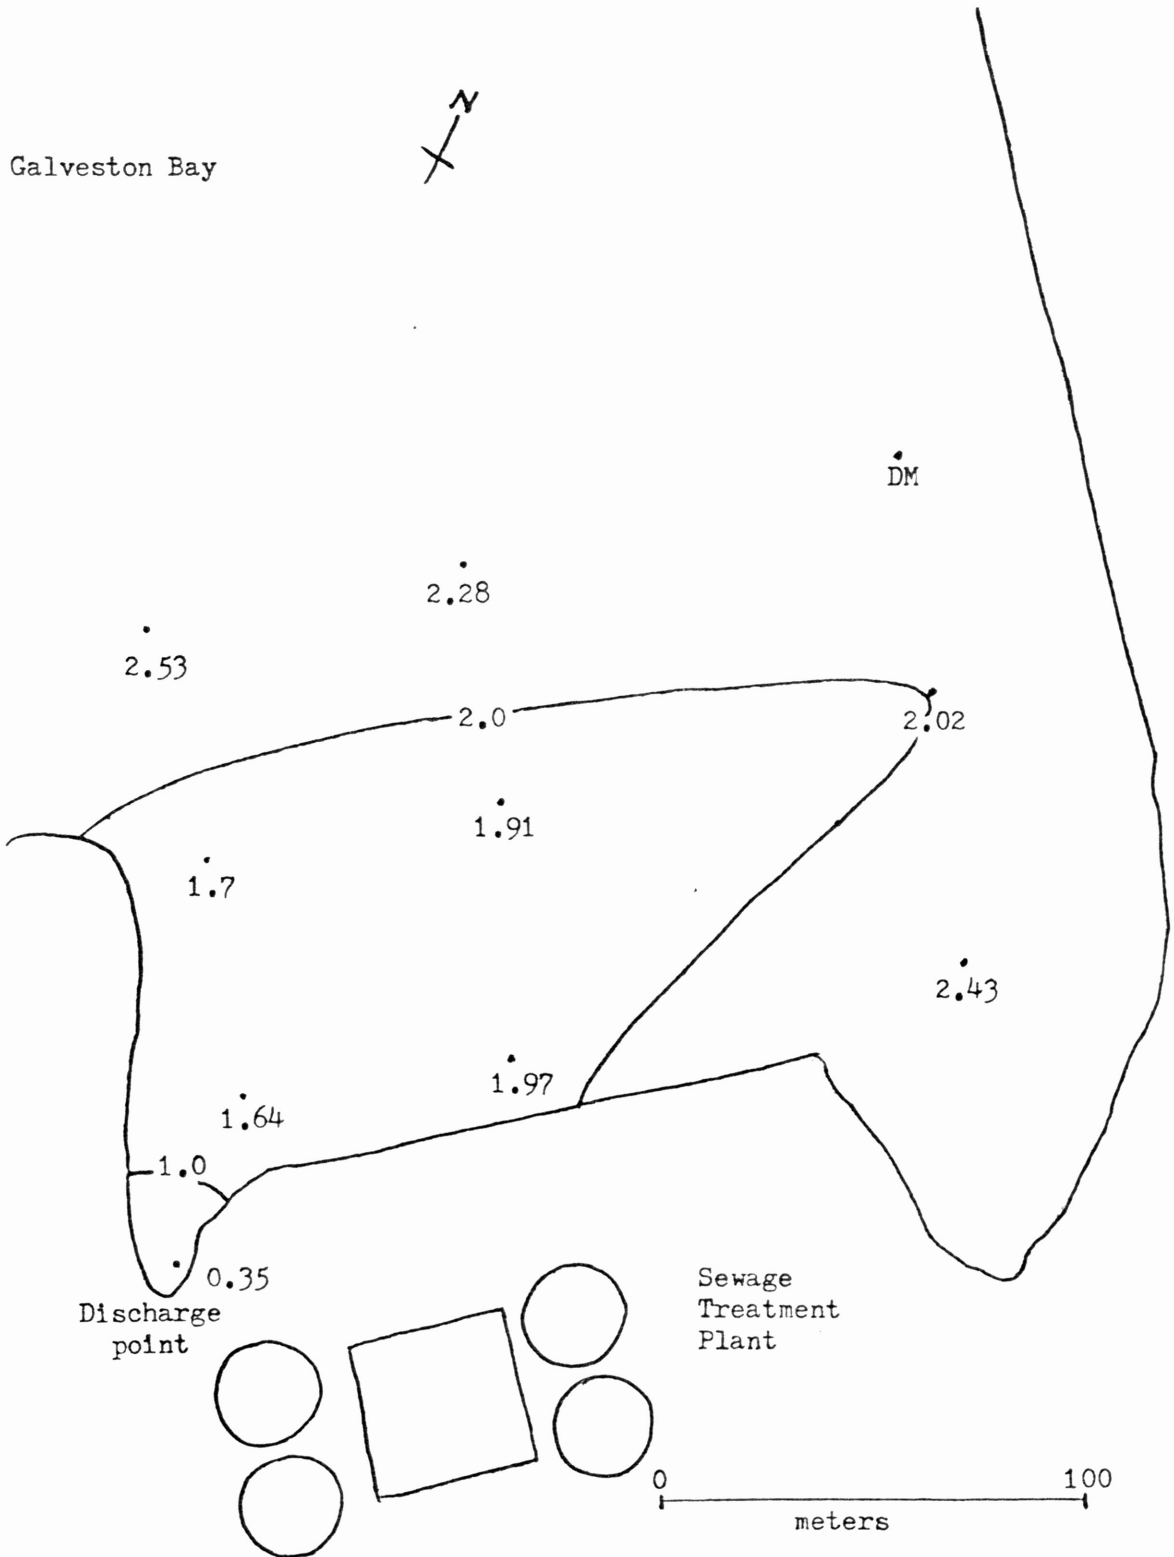 N
Galveston Bay
DM
2.28
2.53
2.0
2.02
1.91
1.7
2.43
1.97
1.64
1.0
0.35
Discharge
point
Sewage
Treatment
Plant
0
100
meters